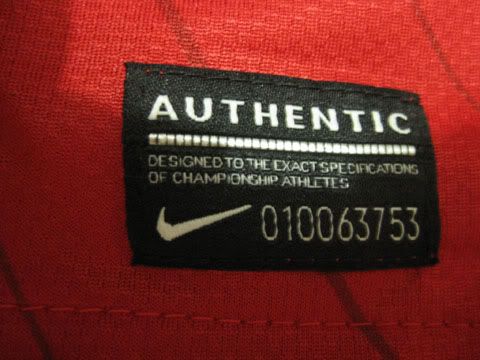 AUTHENTIC
DESIGNED TO THE EXACT SPECIFICATIONS
OF CHAMPIONSHIP ATHLETES
010063753